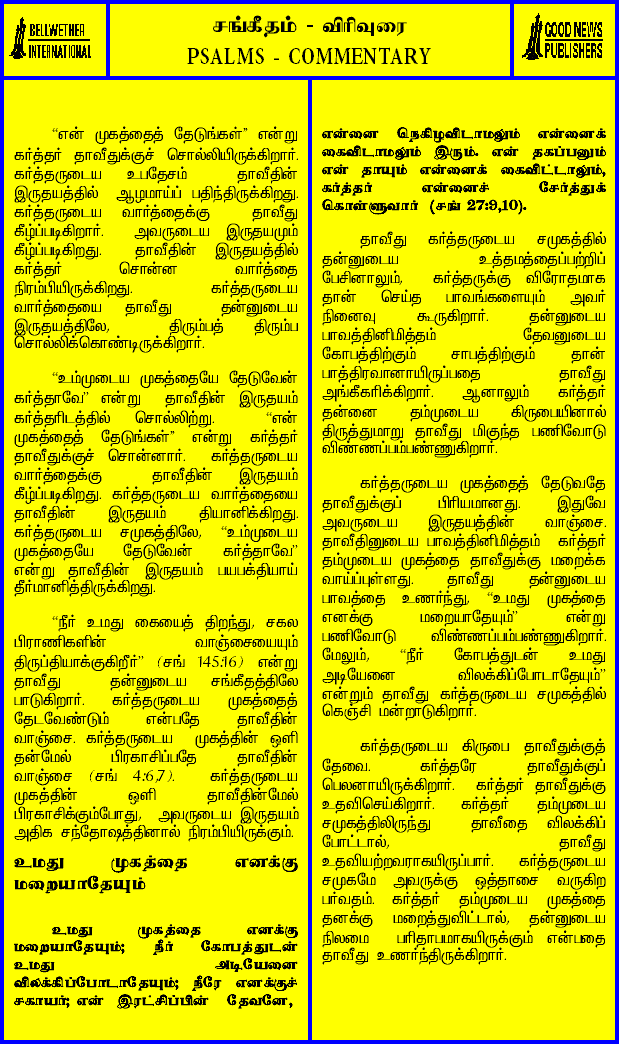 BELLWETHER
INTERNATIONAL
சங்கீதம் - விரிவுரை
PSALMS - COMMENTARY
GOOD NEWS
PUBLISHERS
“என் முகத்தைத் தேடுங்கள்” என்று
கர்த்தர் தாவீதுக்குச் சொல்லியிருக்கிறார்.
கர்த்தருடைய உபதேசம் தாவீதின்
இருதயத்தில் ஆழமாய்ப் பதிந்திருக்கிறது.
கர்த்தருடைய வார்த்தைக்கு தாவீது
கீழ்ப்படிகிறார். அவருடைய இருதயமும்
கீழ்ப்படிகிறது. தாவீதின் இருதயத்தில்
கர்த்தர் சொன்ன வார்த்தை
நிரம்பியிருக்கிறது. கர்த்தருடைய
வார்த்தையை தாவீது தன்னுடைய
இருதயத்திலே, திரும்பத் திரும்ப
சொல்லிக்கொண்டிருக்கிறார்.
“உம்முடைய முகத்தையே தேடுவேன்
கர்த்தாவே” என்று தாவீதின் இருதயம்
கர்த்தரிடத்தில் சொல்லிற்று. “என்
முகத்தைத் தேடுங்கள்” என்று கர்த்தர்
தாவீதுக்குச் சொன்னார். கர்த்தருடைய
வார்த்தைக்கு தாவீதின் இருதயம்
கீழ்ப்படிகிறது. கர்த்தருடைய வார்த்தையை
தாவீதின் இருதயம் தியானிக்கிறது.
கர்த்தருடைய சமுகத்திலே, “உம்முடைய
முகத்தையே தேடுவேன் கர்த்தாவே”
என்று தாவீதின் இருதயம் பயபக்தியாய்
தீர்மானித்திருக்கிறது.
“நீர் உமது கையைத் திறந்து, சகல
பிராணிகளின் வாஞ்சையையும்
திருப்தியாக்குகிறீர்” (சங் 145:16) என்று
தாவீது தன்னுடைய சங்கீதத்திலே
பாடுகிறார். கர்த்தருடைய முகத்தைத்
தேடவேண்டும் என்பதே தாவீதின்
வாஞ்சை. கர்த்தருடைய முகத்தின் ஒளி
தன்மேல் பிரகாசிப்பதே தாவீதின்
வாஞ்சை (சங் 4:6,7). கர்த்தருடைய
முகத்தின் ஒளி தாவீதின்மேல்
பிரகாசிக்கும்போது, அவருடைய இருதயம்
அதிக சந்தோஷத்தினால் நிரம்பியிருக்கும்.
உமது முகத்தை எனக்கு
மறையாதேயும்
உமது முகத்தை எனக்கு
மறையாதேயும்; நீர் கோபத்துடன்
உமது அடியேனை
விலக்கிப்போடாதேயும்; நீரே எனக்குச்
சகாயர்; என் இரட்சிப்பின் தேவனே,
என்னை நெகிழவிடாமலும் என்னைக்
கைவிடாமலும் இரும். என் தகப்பனும்
என் தாயும் என்னைக் கைவிட்டாலும்,
கர்த்தர் என்னைச் சேர்த்துக்
கொள்ளுவார் (சங் 27:9,10).
தாவீது கர்த்தருடைய சமுகத்தில்
தன்னுடைய உத்தமத்தைப்பற்றிப்
பேசினாலும், கர்த்தருக்கு விரோதமாக
தான் செய்த பாவங்களையும் அவர்
நினைவு கூருகிறார். தன்னுடைய
பாவத்தினிமித்தம் தேவனுடைய
கோபத்திற்கும் சாபத்திற்கும் தான்
பாத்திரவானாயிருப்பதை தாவீது
அங்கீகரிக்கிறார். ஆனாலும் கர்த்தர்
தன்னை தம்முடைய கிருபையினால்
திருத்துமாறு தாவீது மிகுந்த பணிவோடு
விண்ணப்பம்பண்ணுகிறார்.
கர்த்தருடைய முகத்தைத் தேடுவதே
தாவீதுக்குப் பிரியமானது. இதுவே
அவருடைய இருதயத்தின் வாஞ்சை.
தாவீதினுடைய பாவத்தினிமித்தம் கர்த்தர்
தம்முடைய முகத்தை தாவீதுக்கு மறைக்க
வாய்ப்புள்ளது. தாவீது தன்னுடைய
பாவத்தை உணர்ந்து, “உமது முகத்தை
எனக்கு மறையாதேயும்” என்று
பணிவோடு விண்ணப்பம்பண்ணுகிறார்.
மேலும், “நீர் கோபத்துடன் உமது
அடியேனை விலக்கிப்போடாதேயும்”
என்றும் தாவீது கர்த்தருடைய சமுகத்தில்
கெஞ்சி மன்றாடுகிறார்.
கர்த்தருடைய கிருபை தாவீதுக்குத்
தேவை. கர்த்தரே தாவீதுக்குப்
பெலனாயிருக்கிறார். கர்த்தர் தாவீதுக்கு
உதவிசெய்கிறார். கர்த்தர் தம்முடைய
சமுகத்திலிருந்து தாவீதை விலக்கிப்
போட்டால், தாவீது
உதவியற்றவராகயிருப்பார். கர்த்தருடைய
சமுகமே அவருக்கு ஒத்தாசை வருகிற
பர்வதம். கர்த்தர் தம்முடைய முகத்தை
தனக்கு மறைத்துவிட்டால், தன்னுடைய
நிலமை பரிதாபமாகயிருக்கும் என்பதை
தாவீது உணர்ந்திருக்கிறார்.